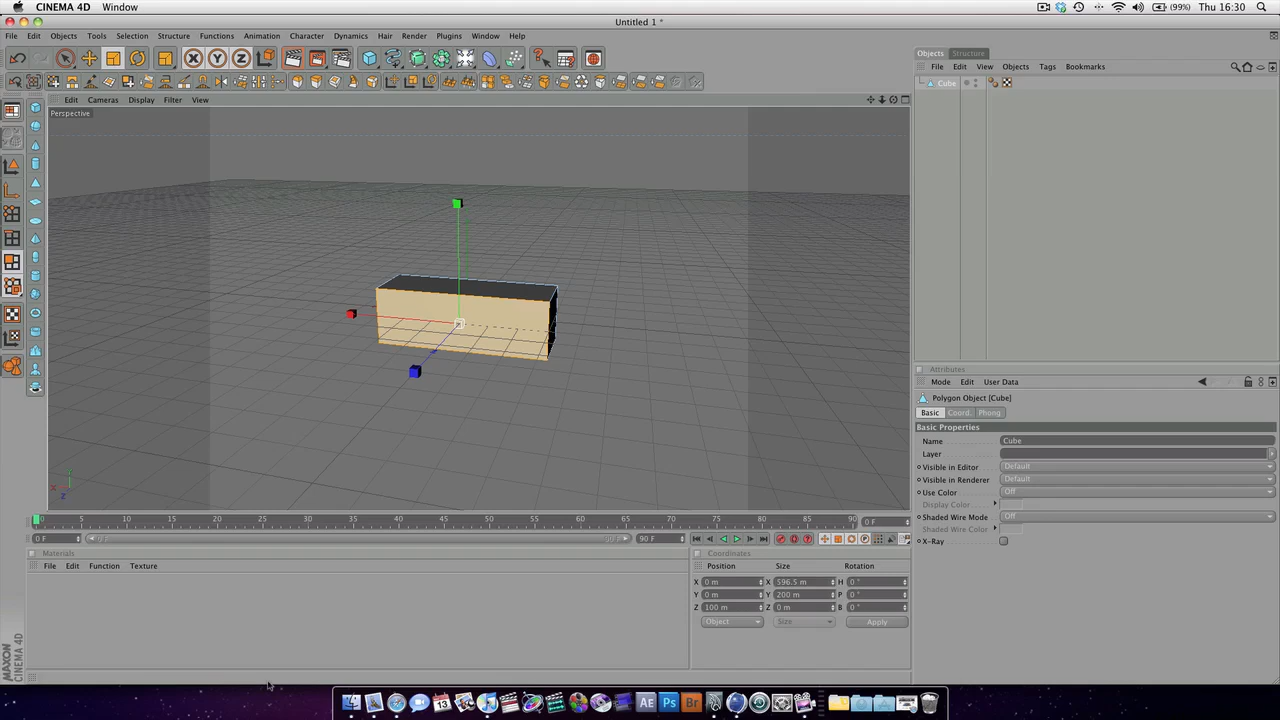 CINEMA 4D Window (99%) Thu 16:30
Untitled 1 *
File Edit Objects Tools Selection Structure Functions Animation Character Dynamics Hair Render Plugins Window Help
Objects Structure
File Edit View Objects Tags Bookmarks
Cube
Edit Cameras Display Filter View
Perspective
Attributes
Mode Edit User Data
Polygon Object [Cube]
Basic Coord. Phong
Basic Properties
Name Cube
Layer
Visible in Editor Default
Visible in Renderer Default
Use Color Off
Display Color
Shaded Wire Mode Off
Shaded Wire Color
X-Ray
0 5 10 15 20 25 30 35 40 45 50 55 60 65 70 75 80 85 90 0 F
0 F 0 F 90 F 90 F
Materials
File Edit Function Texture
Coordinates
Position Size Rotation
X 0 m X 596.5 m H 0 °
Y 0 m Y 200 m P 0 °
Z 100 m Z 0 m B 0 °
Object Size Apply
MAXON
CINEMA 4D
X Y Z
Y
X
Z
13
Ae Ps Br